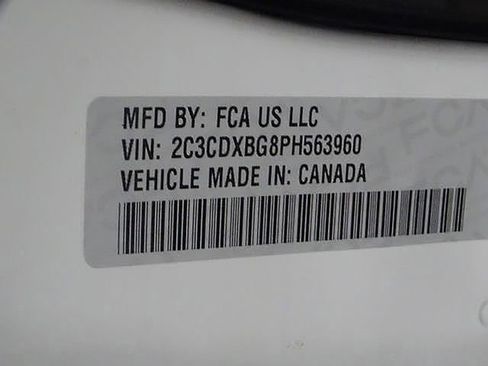 MFD BY: FCA US LLC
VIN: 2C3CDXBG8PH563960
VEHICLE MADE IN: CANADA